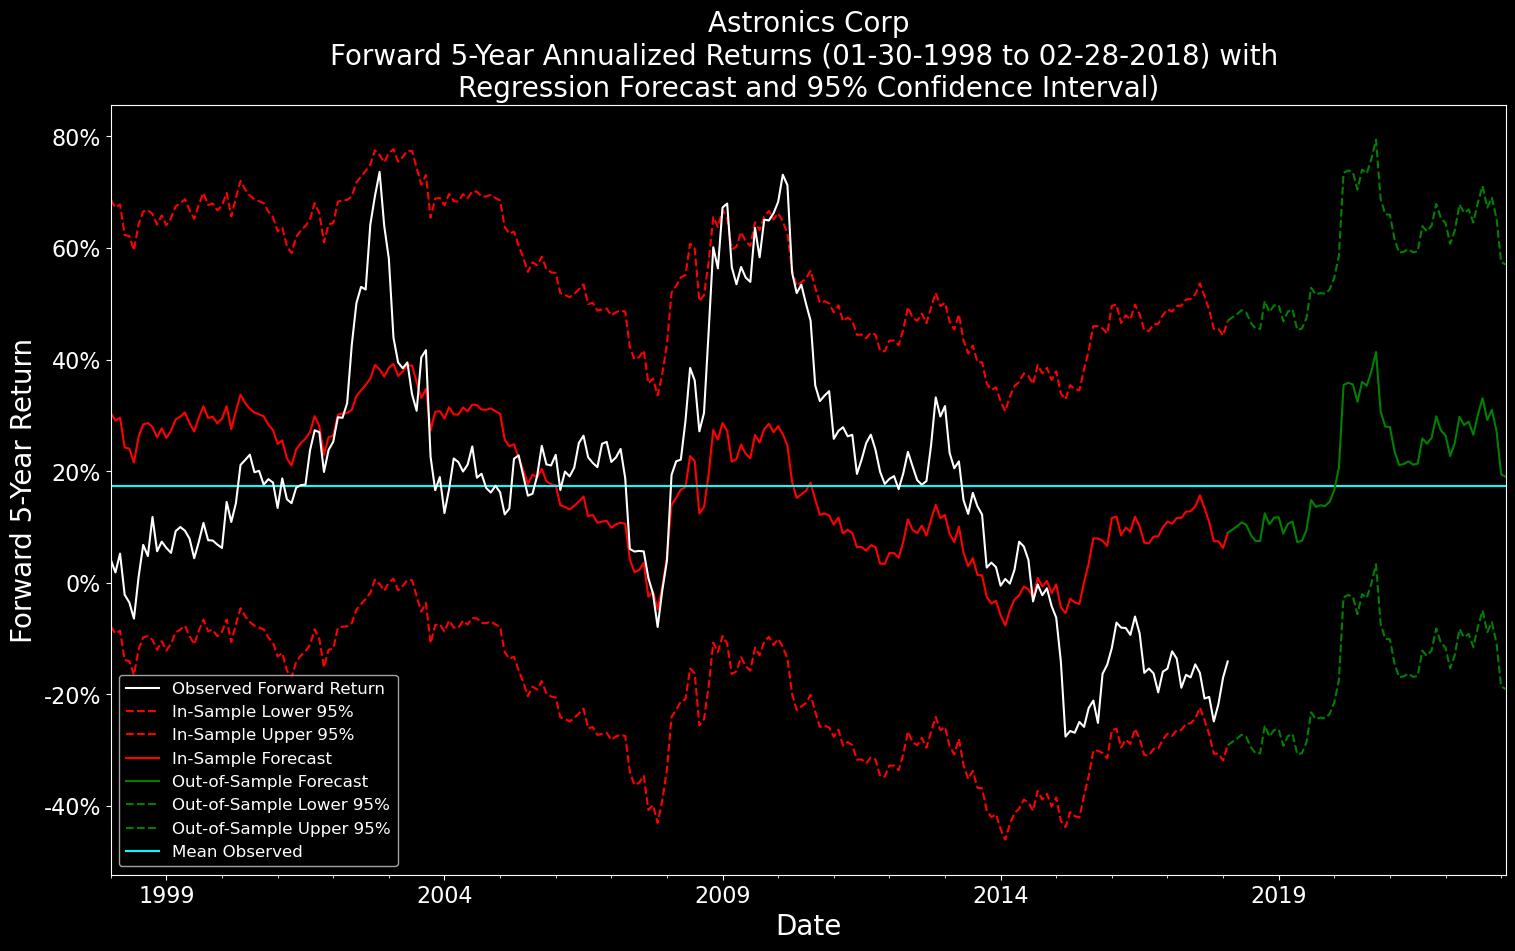 Astronics Corp
Forward 5-Year Annualized Returns (01-30-1998 to 02-28-2018) with
Regression Forecast and 95% Confidence Interval)
Forward 5-Year Return
80%
60%
40%
20%
0%
-20%
-40%
Observed Forward Return
In-Sample Lower 95%
In-Sample Upper 95%
In-Sample Forecast
Out-of-Sample Forecast
Out-of-Sample Lower 95%
Out-of-Sample Upper 95%
Mean Observed
1999 2004 2009 2014 2019
Date